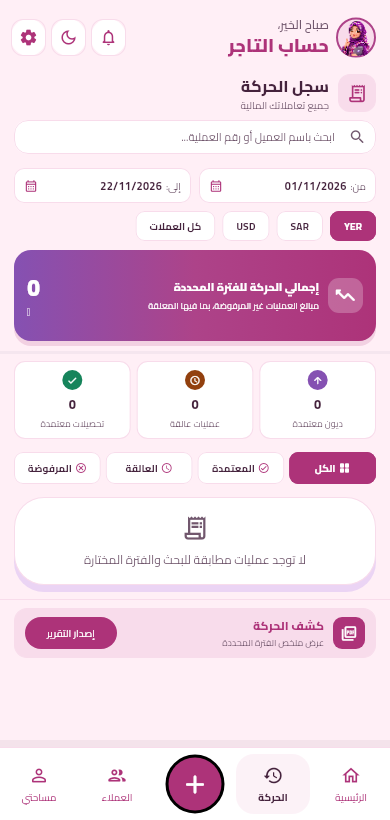 صباح الخير،
حساب التاجر
سجل الحركة
جميع تعاملاتك المالية
ابحث باسم العميل أو رقم العملية...
من: 01/11/2026
إلى: 22/11/2026
YER
SAR
USD
كل العملات
إجمالي الحركة للفترة المحددة
مبالغ العمليات غير المرفوضة، بما فيها المعلقة
0
0
ديون معتمدة
0
عمليات عالقة
0
تحصيلات معتمدة
الكل
المعتمدة
العالقة
المرفوضة
لا توجد عمليات مطابقة للبحث والفترة المختارة
كشف الحركة
عرض ملخص الفترة المحددة
إصدار التقرير
الرئيسية
الحركة
العملاء
مساحتي